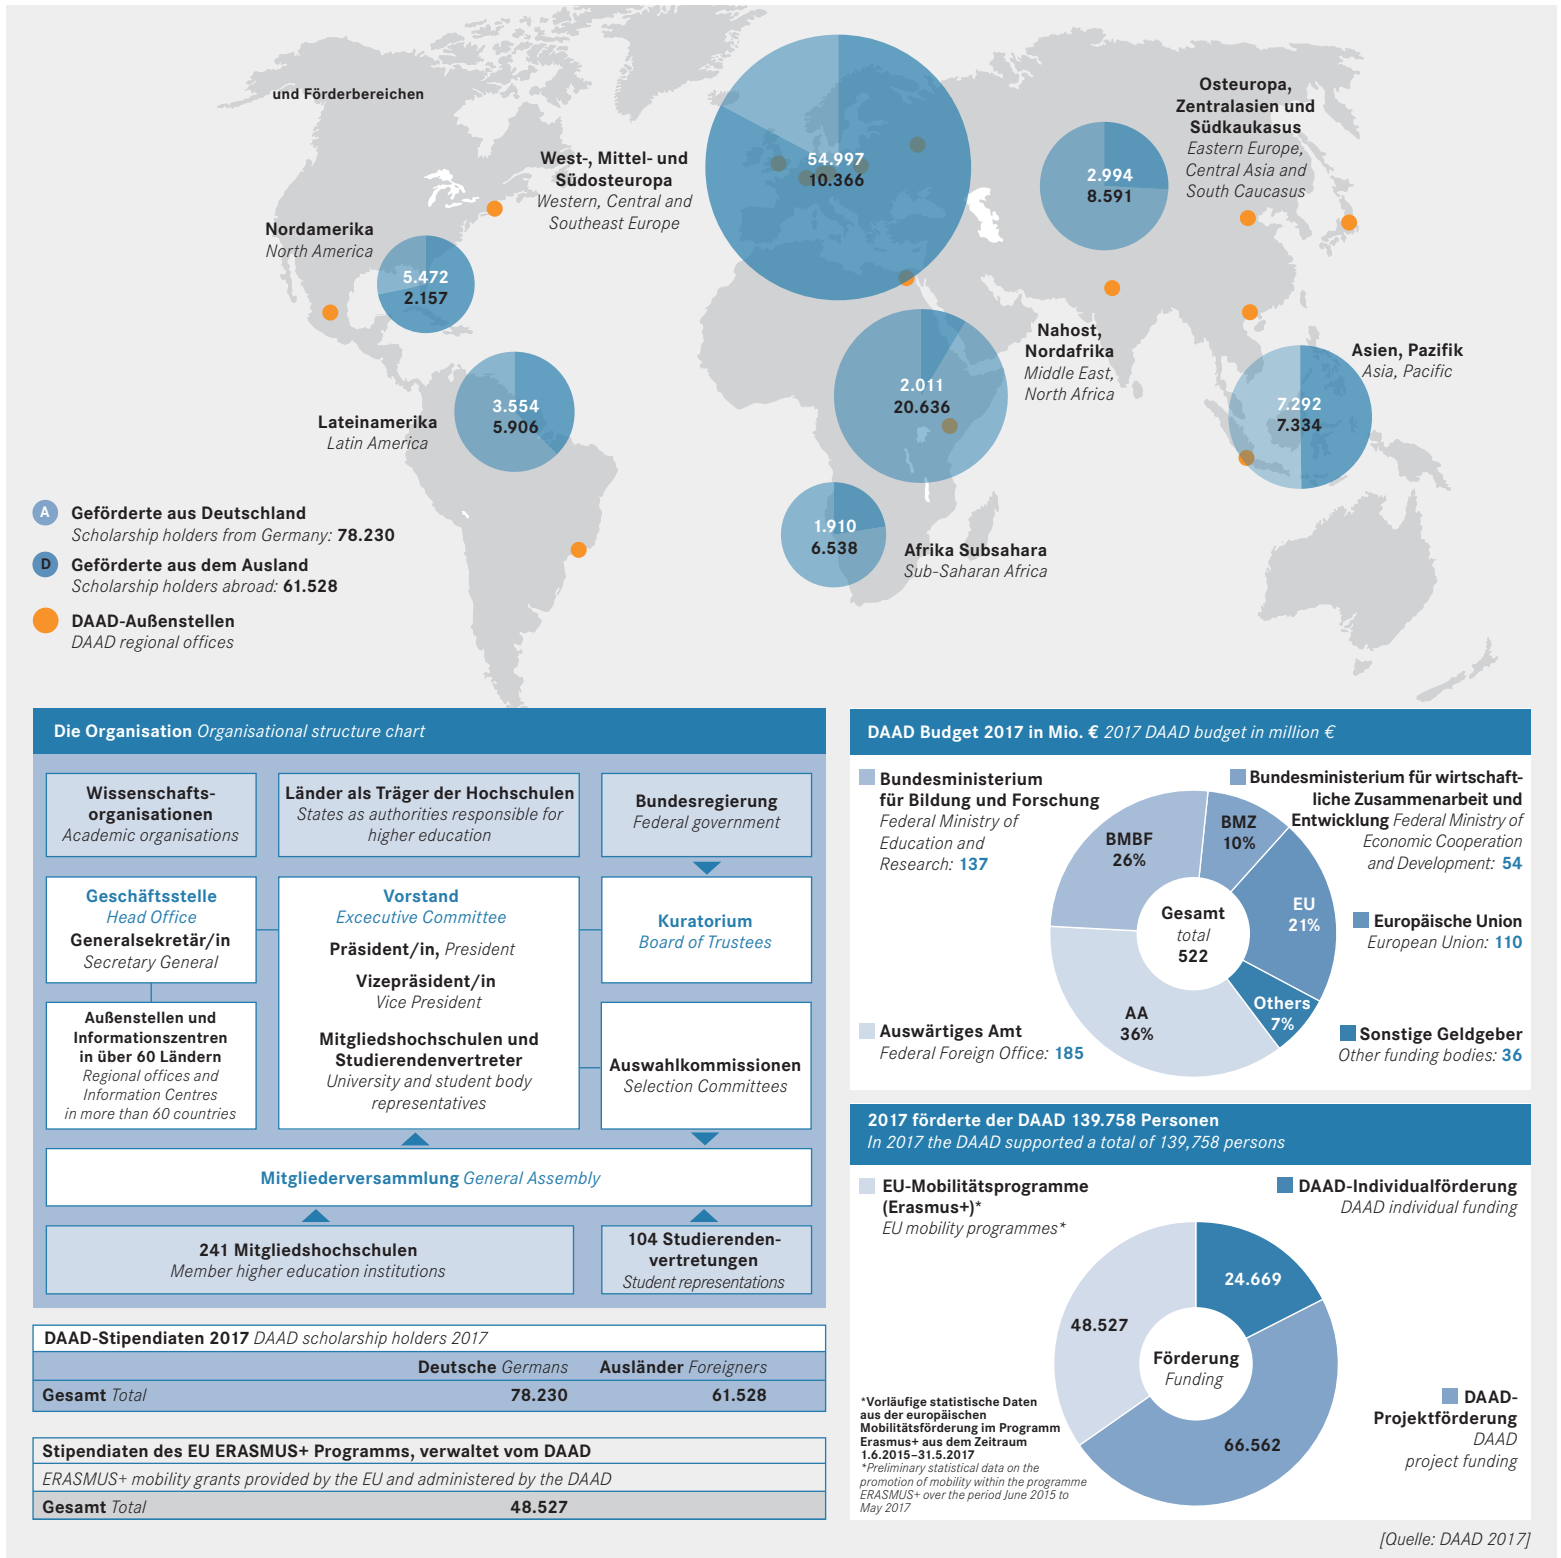 und Förderbereichen
West-, Mittel- und
Südosteuropa
Western, Central and
Southeast Europe
54.997
10.366
Osteuropa,
Zentralasien und
Südkaukasus
Eastern Europe,
Central Asia and
South Caucasus
2.994
8.591
Nordamerika
North America
5.472
2.157
Nahost,
Nordafrika
Middle East,
North Africa
2.011
20.636
Asien, Pazifik
Asia, Pacific
7.292
7.334
Lateinamerika
Latin America
3.554
5.906
1.910
6.538
Afrika Subsahara
Sub-Saharan Africa
A
Geförderte aus Deutschland
Scholarship holders from Germany: 78.230
D
Geförderte aus dem Ausland
Scholarship holders abroad: 61.528
DAAD-Außenstellen
DAAD regional offices
Die Organisation Organisational structure chart
Wissenschafts-
organisationen
Academic organisations
Länder als Träger der Hochschulen
States as authorities responsible for
higher education
Bundesregierung
Federal government
Geschäftsstelle
Head Office
Generalsekretär/in
Secretary General
Vorstand
Excecutive Committee
Präsident/in, President
Vizepräsident/in
Vice President
Mitgliedshochschulen und
Studierendenvertreter
University and student body
representatives
Kuratorium
Board of Trustees
Außenstellen und
Informationszentren
in über 60 Ländern
Regional offices and
Information Centres
in more than 60 countries
Auswahlkommissionen
Selection Committees
Mitgliederversammlung General Assembly
241 Mitgliedshochschulen
Member higher education institutions
104 Studierenden-
vertretungen
Student representations
DAAD-Stipendiaten 2017 DAAD scholarship holders 2017
Deutsche Germans Ausländer Foreigners
Gesamt Total 78.230 61.528
Stipendiaten des EU ERASMUS+ Programms, verwaltet vom DAAD
ERASMUS+ mobility grants provided by the EU and administered by the DAAD
Gesamt Total 48.527
DAAD Budget 2017 in Mio. € 2017 DAAD budget in million €
Bundesministerium
für Bildung und Forschung
Federal Ministry of
Education and
Research: 137
Bundesministerium für wirtschaft-
liche Zusammenarbeit und
Entwicklung Federal Ministry of
Economic Cooperation
and Development: 54
BMBF
26%
BMZ
10%
EU
21%
Gesamt
total
522
Europäische Union
European Union: 110
Others
7%
AA
36%
Auswärtiges Amt
Federal Foreign Office: 185
Sonstige Geldgeber
Other funding bodies: 36
2017 förderte der DAAD 139.758 Personen
In 2017 the DAAD supported a total of 139,758 persons
EU-Mobilitätsprogramme
(Erasmus+)*
EU mobility programmes*
DAAD-Individualförderung
DAAD individual funding
24.669
48.527
Förderung
Funding
66.562
DAAD-
Projektförderung
DAAD
project funding
*Vorläufige statistische Daten
aus der europäischen
Mobilitätsförderung im Programm
Erasmus+ aus dem Zeitraum
1.6.2015–31.5.2017
*Preliminary statistical data on the
promotion of mobility within the programme
ERASMUS+ over the period June 2015 to
May 2017
[Quelle: DAAD 2017]